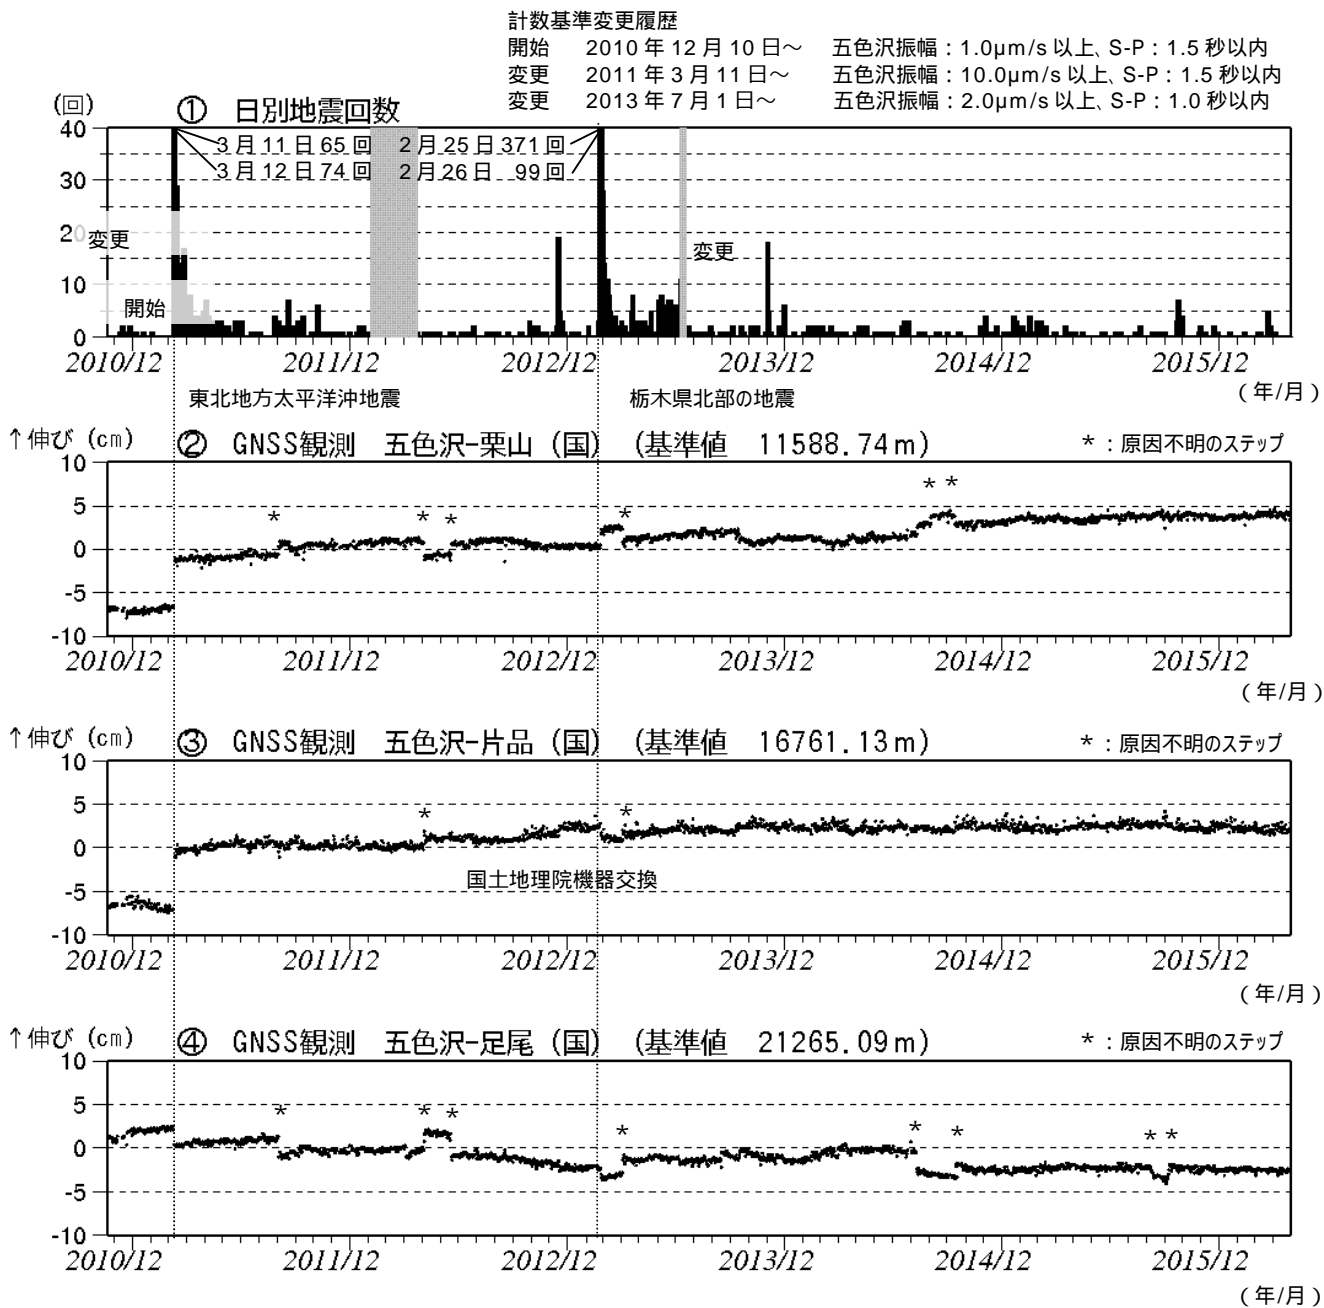 計数基準変更履歴
開始 2010年12月10日～ 五色沢振幅：1.0μm/s以上、S-P：1.5秒以内
変更 2011年3月11日～ 五色沢振幅：10.0μm/s以上、S-P：1.5秒以内
変更 2013年7月1日～ 五色沢振幅：2.0μm/s以上、S-P：1.0秒以内
(回) ① 日別地震回数
40
3月11日65回 2月25日371回
3月12日74回 2月26日 99回
30
20
変更 変更
10
開始
0
2010/12 2011/12 2012/12 2013/12 2014/12 2015/12
(年/月)
東北地方太平洋沖地震 栃木県北部の地震
↑伸び (cm) ② GNSS観測 五色沢-栗山 (国) (基準値 11588.74m) *：原因不明のステップ
10
* *
5
* * * *
0
-5
-10
2010/12 2011/12 2012/12 2013/12 2014/12 2015/12
(年/月)
↑伸び (cm) ③ GNSS観測 五色沢-片品 (国) (基準値 16761.13m) *：原因不明のステップ
10
5
* *
0
国土地理院機器交換
-5
-10
2010/12 2011/12 2012/12 2013/12 2014/12 2015/12
(年/月)
↑伸び (cm) ④ GNSS観測 五色沢-足尾 (国) (基準値 21265.09m) *：原因不明のステップ
10
5
* * * * * * * *
0
-5
-10
2010/12 2011/12 2012/12 2013/12 2014/12 2015/12
(年/月)